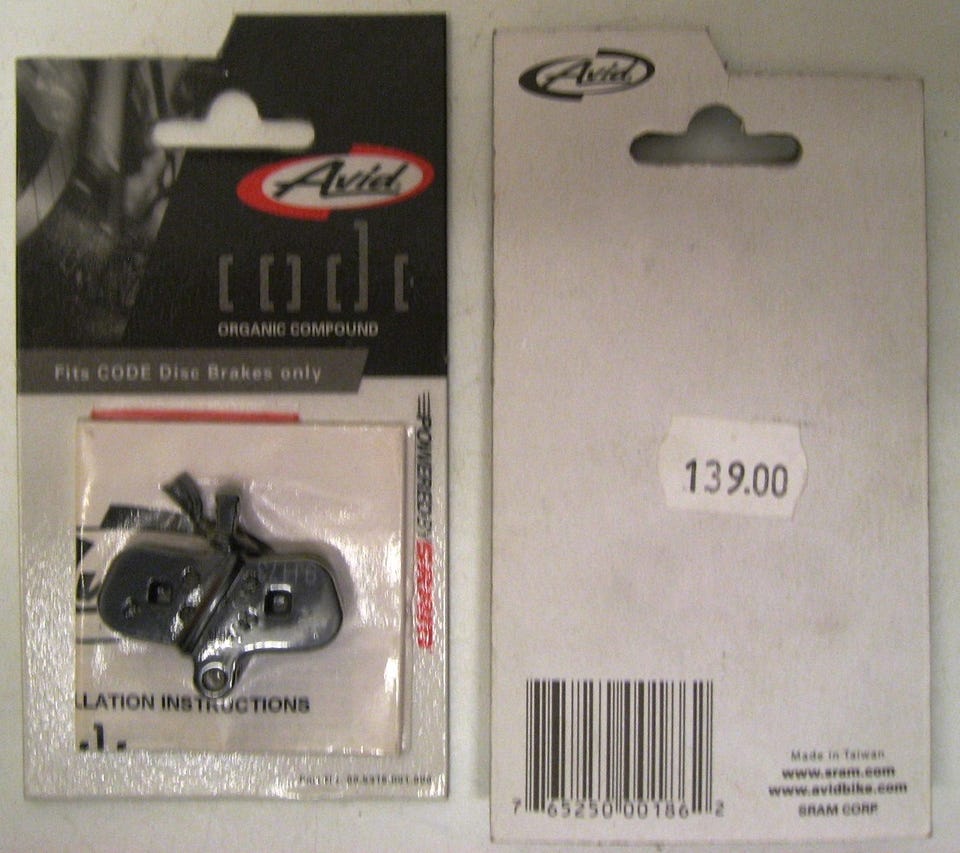 Avid
code
ORGANIC COMPOUND
Fits CODE Disc Brakes only
POWERED BY SRAM
LLATION INSTRUCTIONS
Avid
139.00
7 65250 00186 2
Made in Taiwan
www.sram.com
www.avidbike.com
SRAM CORP